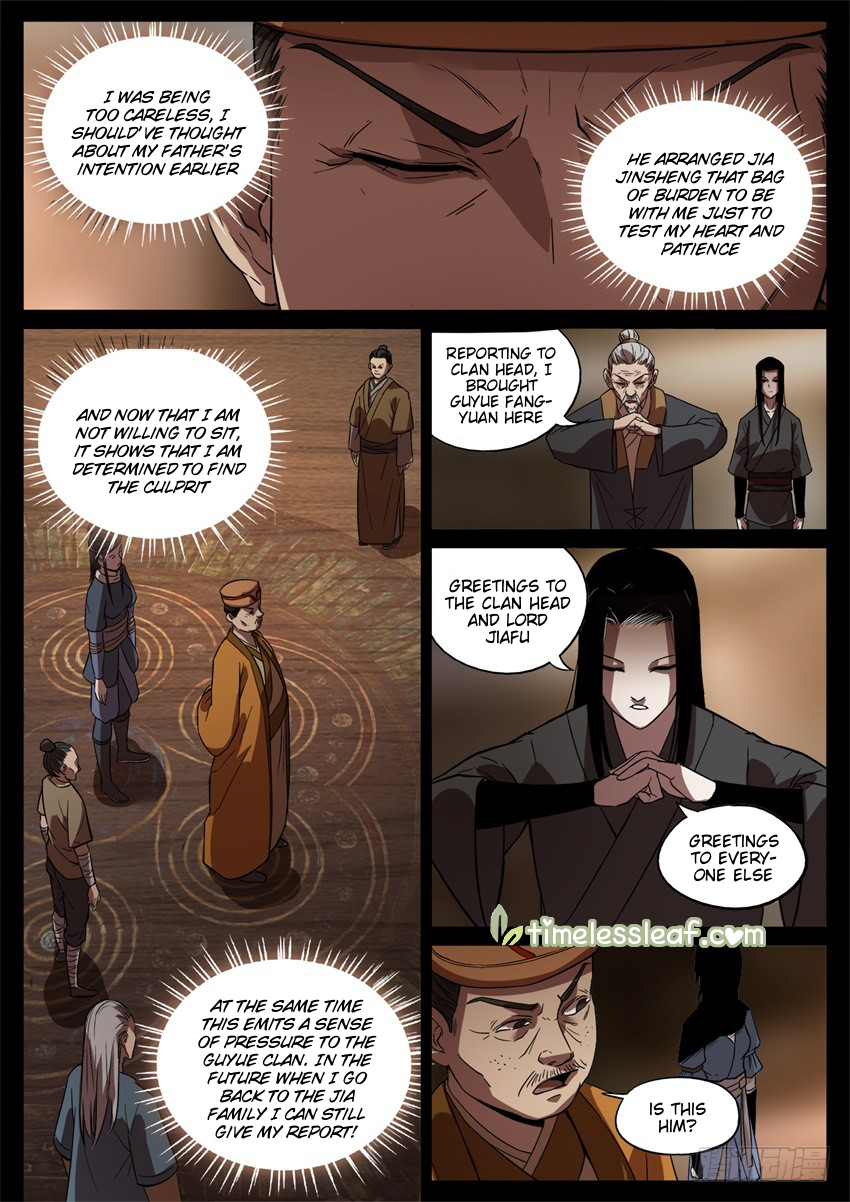 I WAS BEING
TOO CARELESS, I
SHOULD'VE THOUGHT
ABOUT MY FATHER'S
INTENTION EARLIER
HE ARRANGED JIA
JINSHENG THAT BAG
OF BURDEN TO BE
WITH ME JUST TO
TEST MY HEART AND
PATIENCE
AND NOW THAT I AM
NOT WILLING TO SIT,
IT SHOWS THAT I AM
DETERMINED TO FIND
THE CULPRIT
AT THE SAME TIME
THIS EMITS A SENSE
OF PRESSURE TO THE
GUYUE CLAN. IN THE
FUTURE WHEN I GO
BACK TO THE JIA
FAMILY I CAN STILL
GIVE MY REPORT!
REPORTING TO
CLAN HEAD, I
BROUGHT
GUYUE FANG-
YUAN HERE
GREETINGS TO
THE CLAN HEAD
AND LORD
JIAFU
GREETINGS
TO EVERY-
ONE ELSE
timelessleaf.com
IS THIS
HIM?